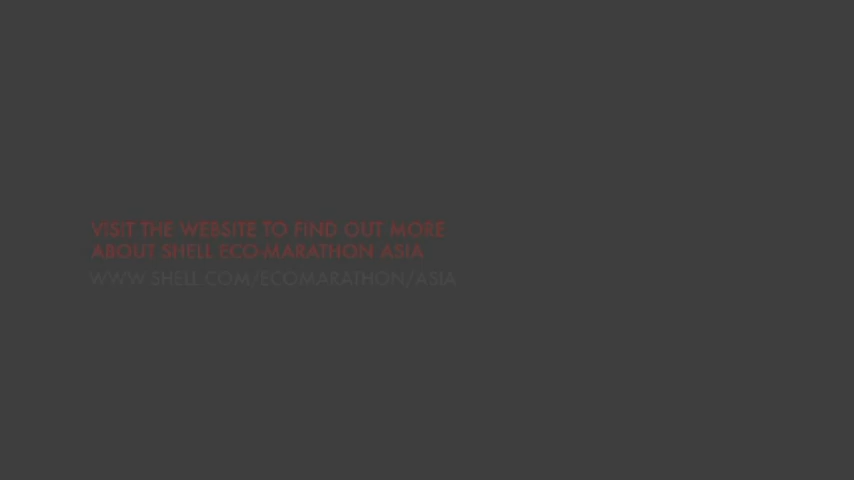 VISIT THE WEBSITE TO FIND OUT MORE
ABOUT SHELL ECO-MARATHON ASIA
WWW.SHELL.COM/ECOMARATHON/ASIA